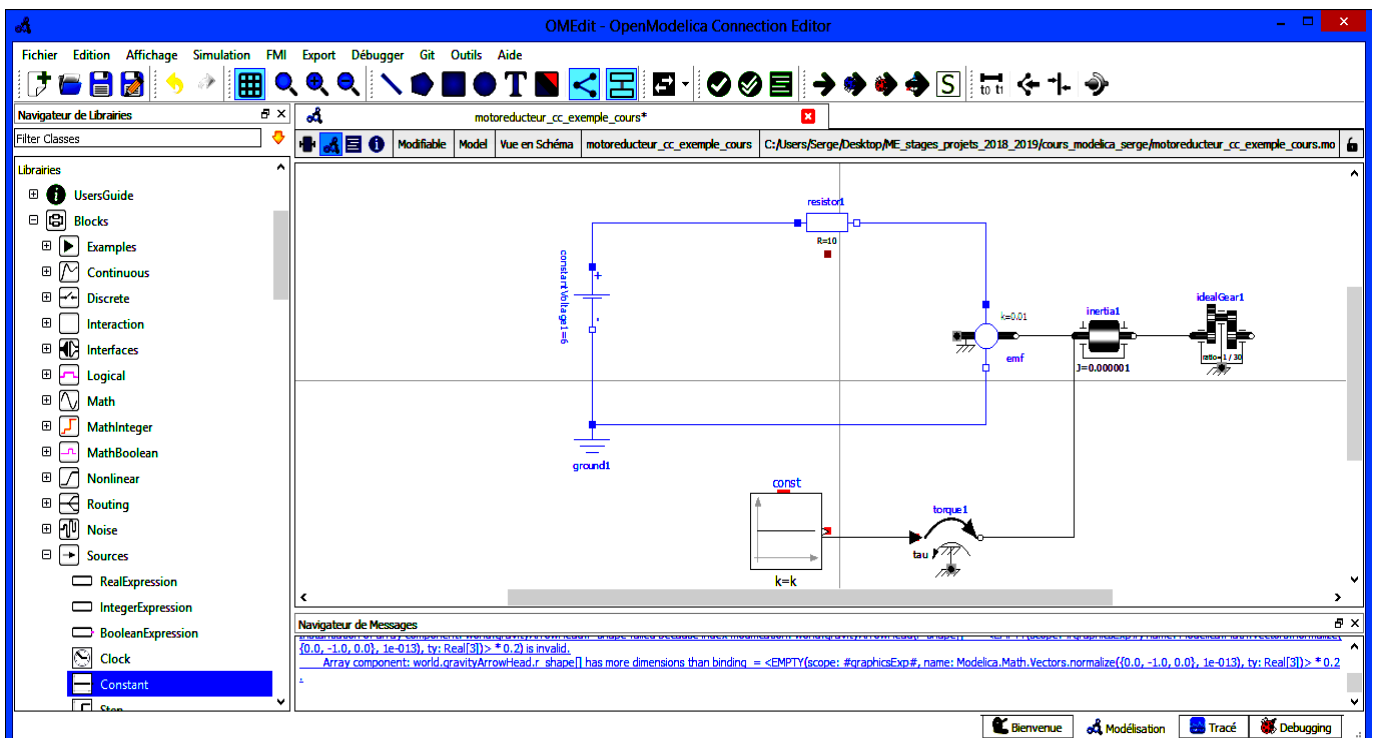 OMEdit - OpenModelica Connection Editor
Fichier Edition Affichage Simulation FMI Export Débugger Git Outils Aide
T S t0 t1
Navigateur de Librairies
motoreducteur_cc_exemple_cours*
Filter Classes
Modifiable Model Vue en Schéma motoreducteur_cc_exemple_cours C:/Users/Serge/Desktop/ME_stages_projets_2018_2019/cours_modelica_serge/motoreducteur_cc_exemple_cours.mo
Librairies
UsersGuide
Blocks
Examples
Continuous
Discrete
Interaction
Interfaces
Logical
Math
MathInteger
MathBoolean
Nonlinear
Routing
Noise
Sources
RealExpression
IntegerExpression
BooleanExpression
Clock
Constant
Step
resistor1
R=10
constantVoltage1=6
+
-
ground1
k=0.01
emf
inertia1
J=0.000001
idealGear1
ratio=1 / 30
const
k=k
torque1
tau
Navigateur de Messages
{0.0, -1.0, 0.0}, 1e-013), ty: Real[3])> * 0.2) is invalid.
Array component: world.gravityArrowHead.r_shape[] has more dimensions than binding = <EMPTY(scope: #graphicsExp#, name: Modelica.Math.Vectors.normalize({0.0, -1.0, 0.0}, 1e-013), ty: Real[3])> * 0.2
.
Bienvenue Modélisation Tracé Debugging